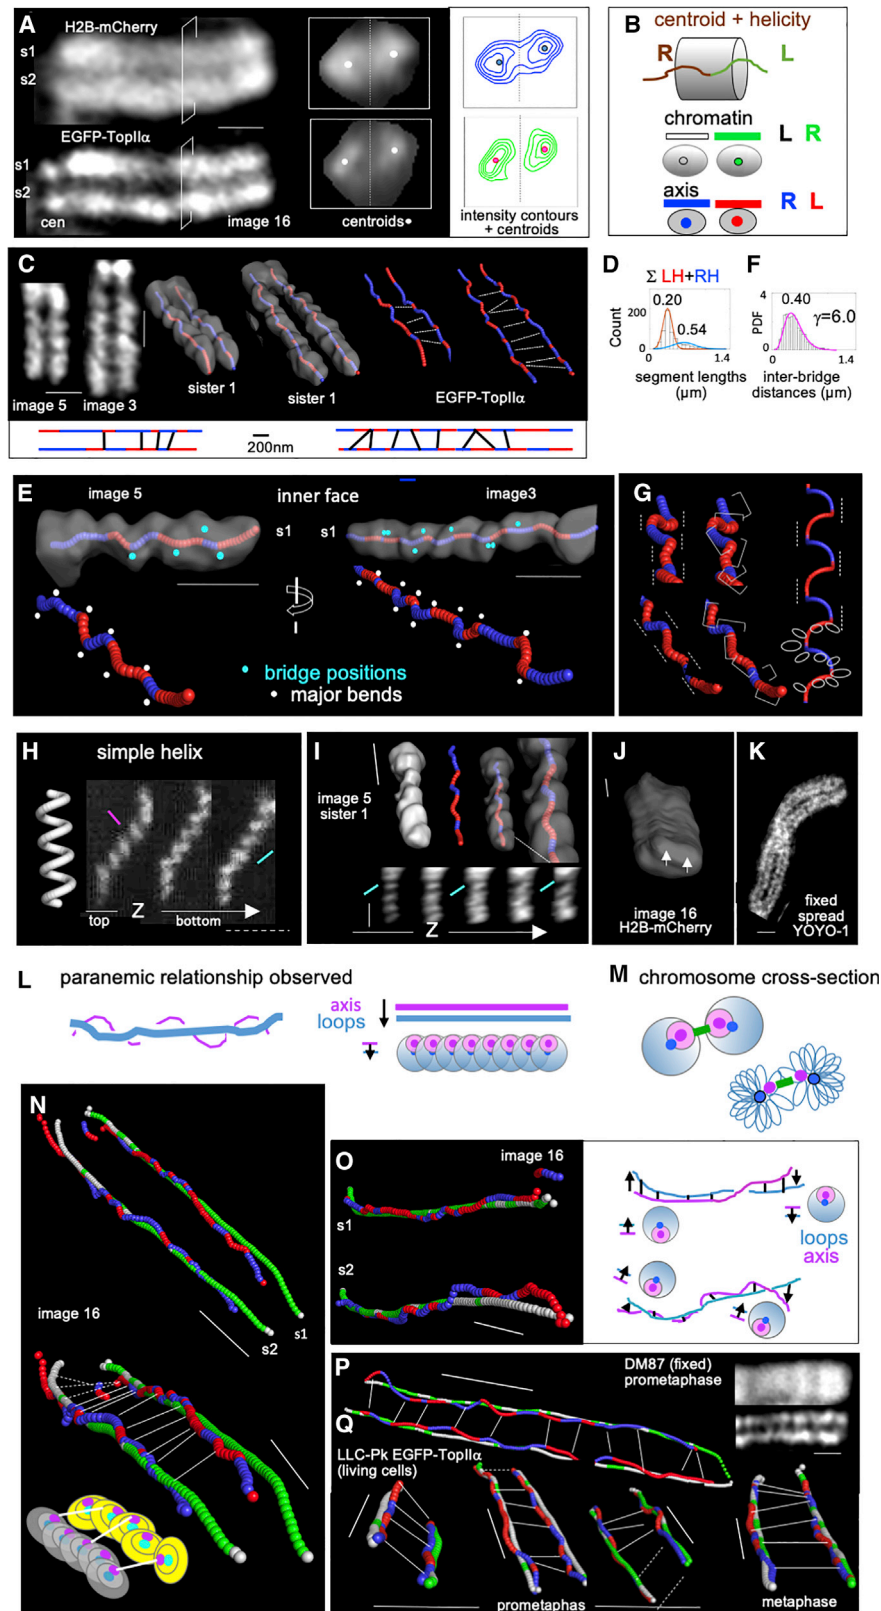 A
H2B-mCherry
s1
s2
EGFP-TopIIα
s1
s2
cen
image 16
centroids•
intensity contours
+ centroids
B
centroid + helicity
R
L
chromatin
L R
axis
R L
C
image 5
image 3
sister 1
sister 1
EGFP-TopIIα
200nm
D
Σ LH+RH
0.20
200
0.54
Count
0
0
1.4
segment lengths
(µm)
F
4
0.40
γ=6.0
PDF
0
0
1.4
inter-bridge
distances (µm)
E
image 5
inner face
image3
s1
s1
bridge positions
major bends
G
H
simple helix
top
Z
bottom
I
image 5
sister 1
Z
J
image 16
H2B-mCherry
K
fixed
spread
YOYO-1
L
paranemic relationship observed
axis
loops
M
chromosome cross-section
N
image 16
s1
s2
O
image 16
s1
s2
loops
axis
P
DM87 (fixed)
prometaphase
Q
LLC-Pk EGFP-TopIIα
(living cells)
prometaphas
metaphase